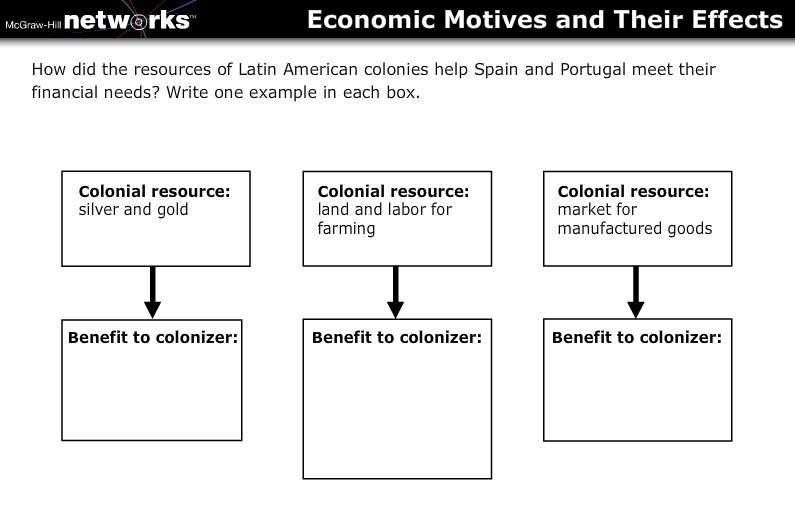 McGraw-Hill networks™
Economic Motives and Their Effects
How did the resources of Latin American colonies help Spain and Portugal meet their
financial needs? Write one example in each box.
Colonial resource:
silver and gold
Colonial resource:
land and labor for
farming
Colonial resource:
market for
manufactured goods
Benefit to colonizer:
Benefit to colonizer:
Benefit to colonizer: